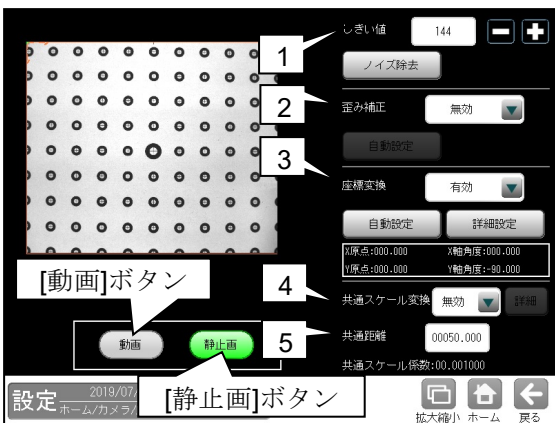 しきい値
144
1
ノイズ除去
2
歪み補正
無効
自動設定
3
座標変換
有効
自動設定
詳細設定
X原点:000.000
X軸角度:000.000
Y原点:000.000
Y軸角度:-90.000
[動画]ボタン
4
共通スケール変換
無効
詳細
動画
静止画
5
共通距離
00050.000
共通スケール係数:00.001000
[静止画]ボタン
設定
2019/07/
ホーム/カメラ/
拡大縮小
ホーム
戻る